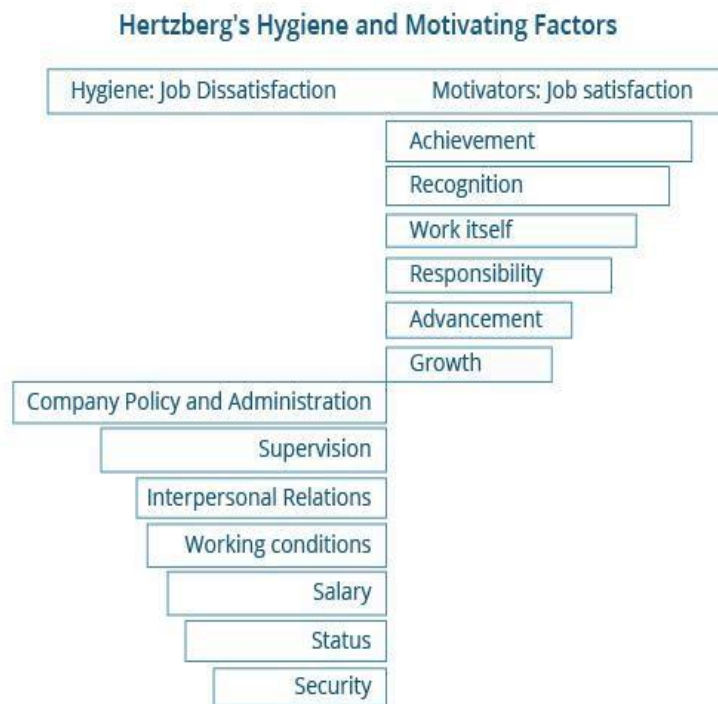 Hertzberg's Hygiene and Motivating Factors
Hygiene: Job Dissatisfaction Motivators: Job satisfaction
Achievement
Recognition
Work itself
Responsibility
Advancement
Growth
Company Policy and Administration
Supervision
Interpersonal Relations
Working conditions
Salary
Status
Security